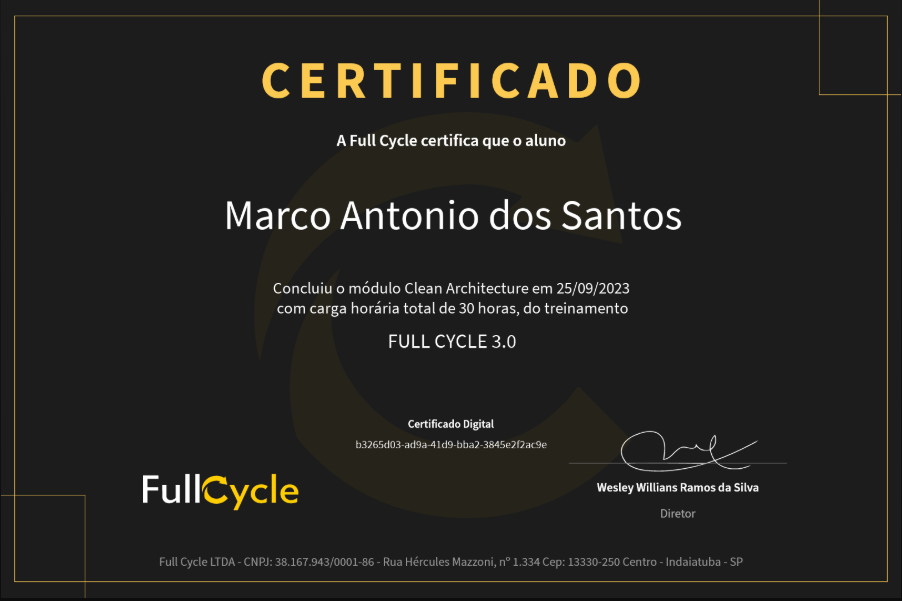 CERTIFICADO
A Full Cycle certifica que o aluno
Marco Antonio dos Santos
Concluiu o módulo Clean Architecture em 25/09/2023
com carga horária total de 30 horas, do treinamento
FULL CYCLE 3.0
Certificado Digital
b3265d03-ad9a-41d9-bba2-3845e2f2ac9e
FullCycle
Wesley Willians Ramos da Silva
Diretor
Full Cycle LTDA - CNPJ: 38.167.943/0001-86 - Rua Hércules Mazzoni, nº 1.334 Cep: 13330-250 Centro - Indaiatuba - SP